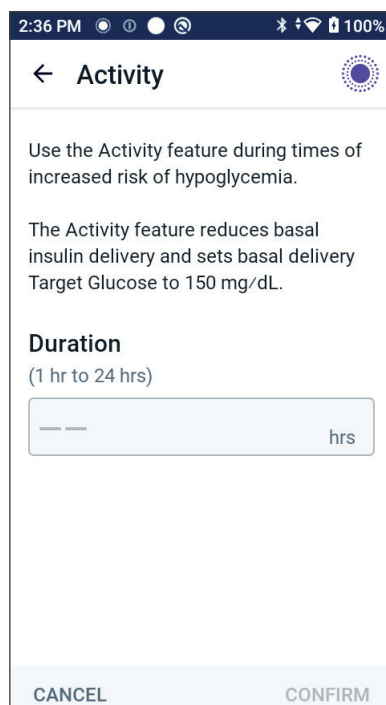 2:36 PM 100%
Activity
Use the Activity feature during times of
increased risk of hypoglycemia.
The Activity feature reduces basal
insulin delivery and sets basal delivery
Target Glucose to 150 mg/dL.
Duration
(1 hr to 24 hrs)
— — hrs
CANCEL CONFIRM